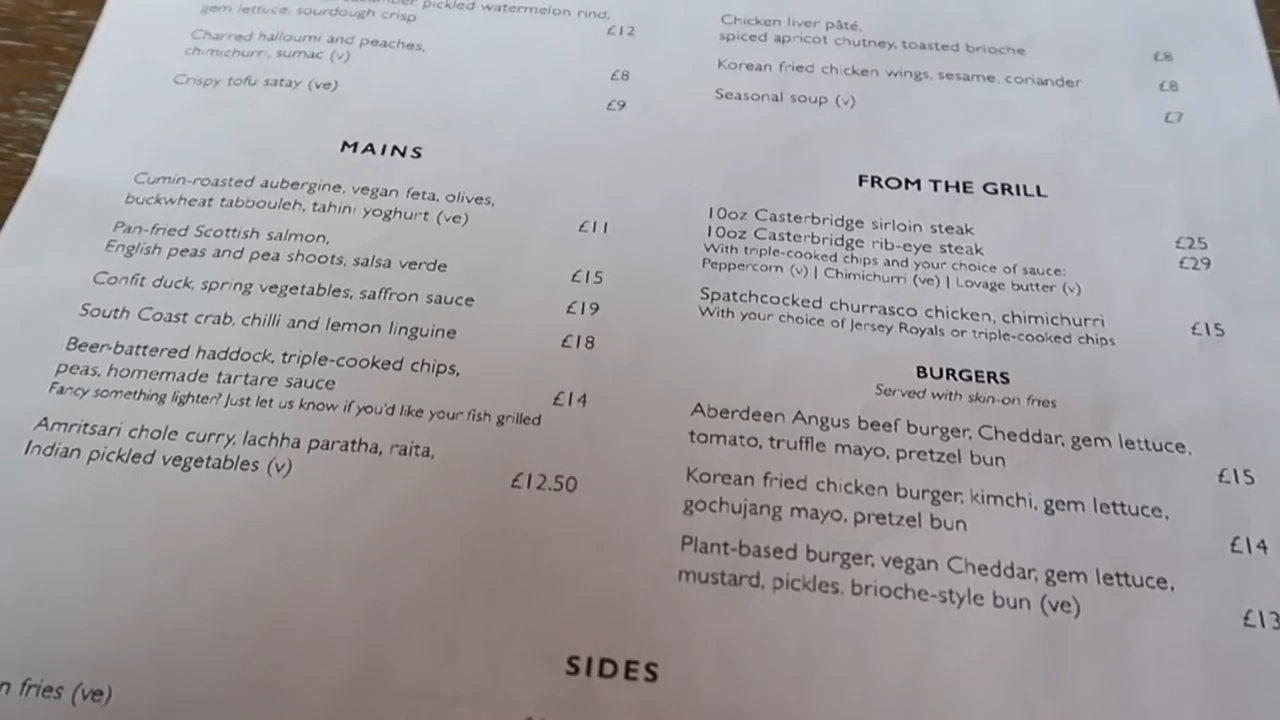 pickled watermelon rind,
gem lettuce, sourdough crisp
£12
Charred halloumi and peaches,
chimichurri, sumac (v)
£8
Crispy tofu satay (ve)
£9
Chicken liver pâté,
spiced apricot chutney, toasted brioche
£8
Korean fried chicken wings, sesame, coriander
£8
Seasonal soup (v)
£7
MAINS
Cumin-roasted aubergine, vegan feta, olives,
buckwheat tabbouleh, tahini yoghurt (ve)
£11
Pan-fried Scottish salmon,
English peas and pea shoots, salsa verde
£15
Confit duck, spring vegetables, saffron sauce
£19
South Coast crab, chilli and lemon linguine
£18
Beer-battered haddock, triple-cooked chips,
peas, homemade tartare sauce
£14
Fancy something lighter? Just let us know if you'd like your fish grilled
Amritsari chole curry, lachha paratha, raita,
Indian pickled vegetables (v)
£12.50
FROM THE GRILL
10oz Casterbridge sirloin steak
£25
10oz Casterbridge rib-eye steak
£29
With triple-cooked chips and your choice of sauce:
Peppercorn (v) | Chimichurri (ve) | Lovage butter (v)
Spatchcocked churrasco chicken, chimichurri
£15
With your choice of Jersey Royals or triple-cooked chips
BURGERS
Served with skin-on fries
Aberdeen Angus beef burger, Cheddar, gem lettuce,
tomato, truffle mayo, pretzel bun
£15
Korean fried chicken burger, kimchi, gem lettuce,
gochujang mayo, pretzel bun
£14
Plant-based burger, vegan Cheddar, gem lettuce,
mustard, pickles, brioche-style bun (ve)
£13
SIDES
n fries (ve)